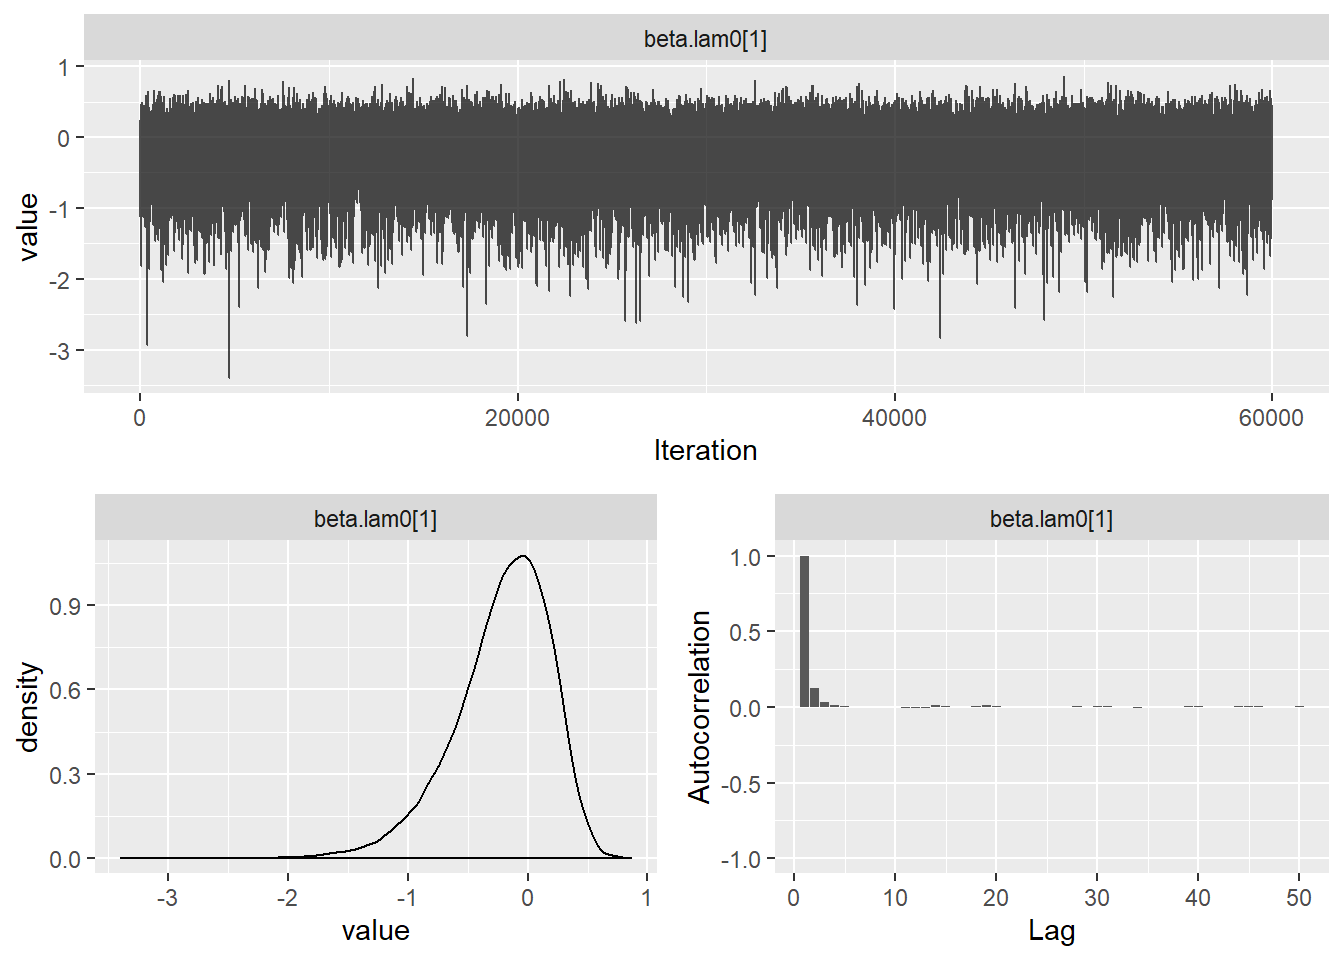 beta.lam0[1]
1
0
-1
-2
-3
value
0 20000 40000 60000
Iteration
beta.lam0[1]
0.9
0.6
0.3
0.0
density
-3 -2 -1 0 1
value
beta.lam0[1]
1.0
0.5
0.0
-0.5
-1.0
Autocorrelation
0 10 20 30 40 50
Lag